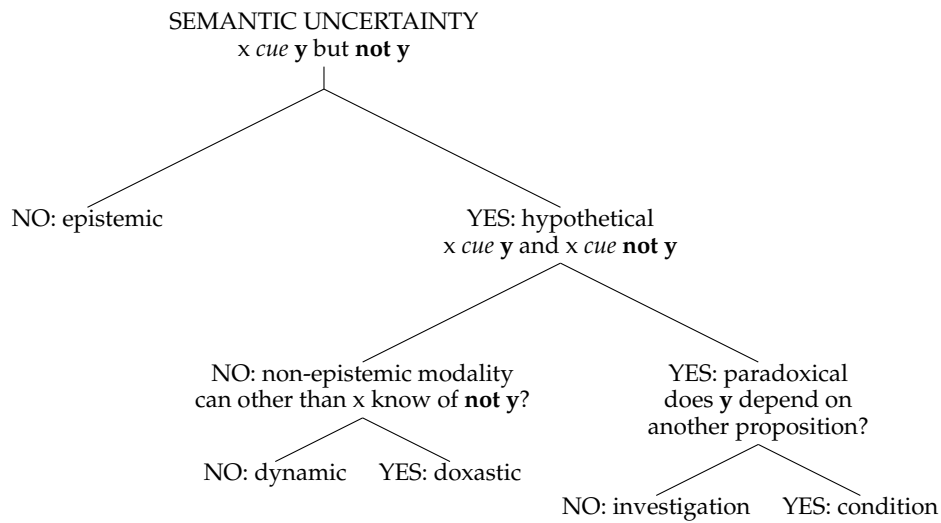 SEMANTIC UNCERTAINTY
x cue y but not y
NO: epistemic
YES: hypothetical
x cue y and x cue not y
NO: non-epistemic modality
can other than x know of not y?
YES: paradoxical
does y depend on
another proposition?
NO: dynamic
YES: doxastic
NO: investigation
YES: condition